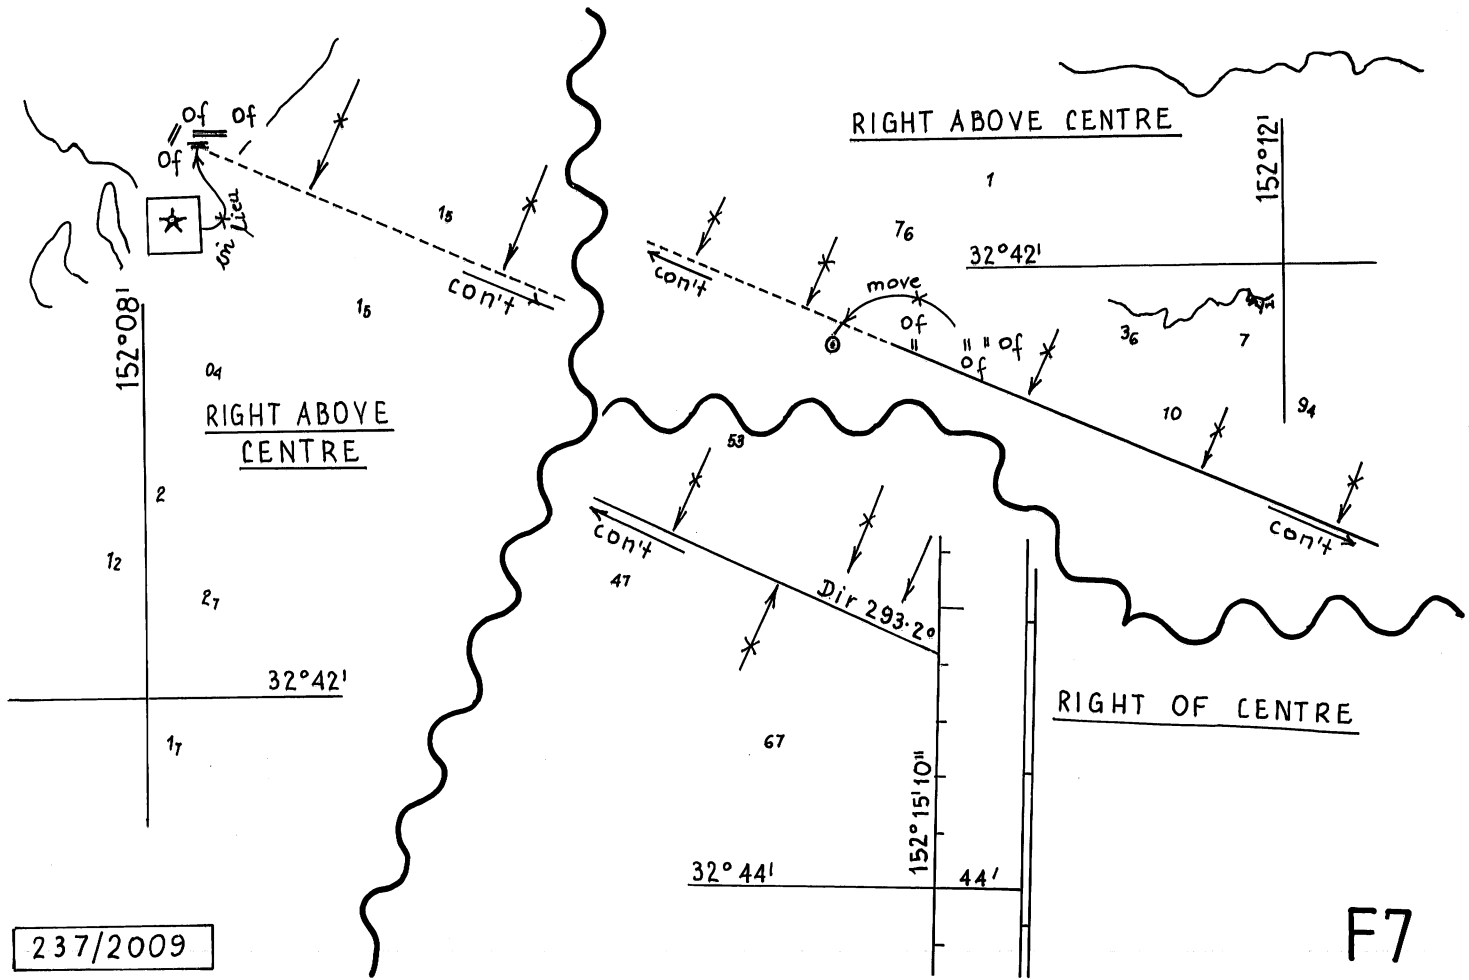 Of Of
Of
in lieu
15
con't
15
152°08'
04
RIGHT ABOVE
CENTRE
2
12
27
32°42'
17
237/2009
RIGHT ABOVE CENTRE
152°12'
1
76
32°42'
con't
move
Of
Of
Of
36
7
10
94
con't
53
con't
47
Dir 293·2°
67
RIGHT OF CENTRE
152°15'10"
32°44'
44'
F7